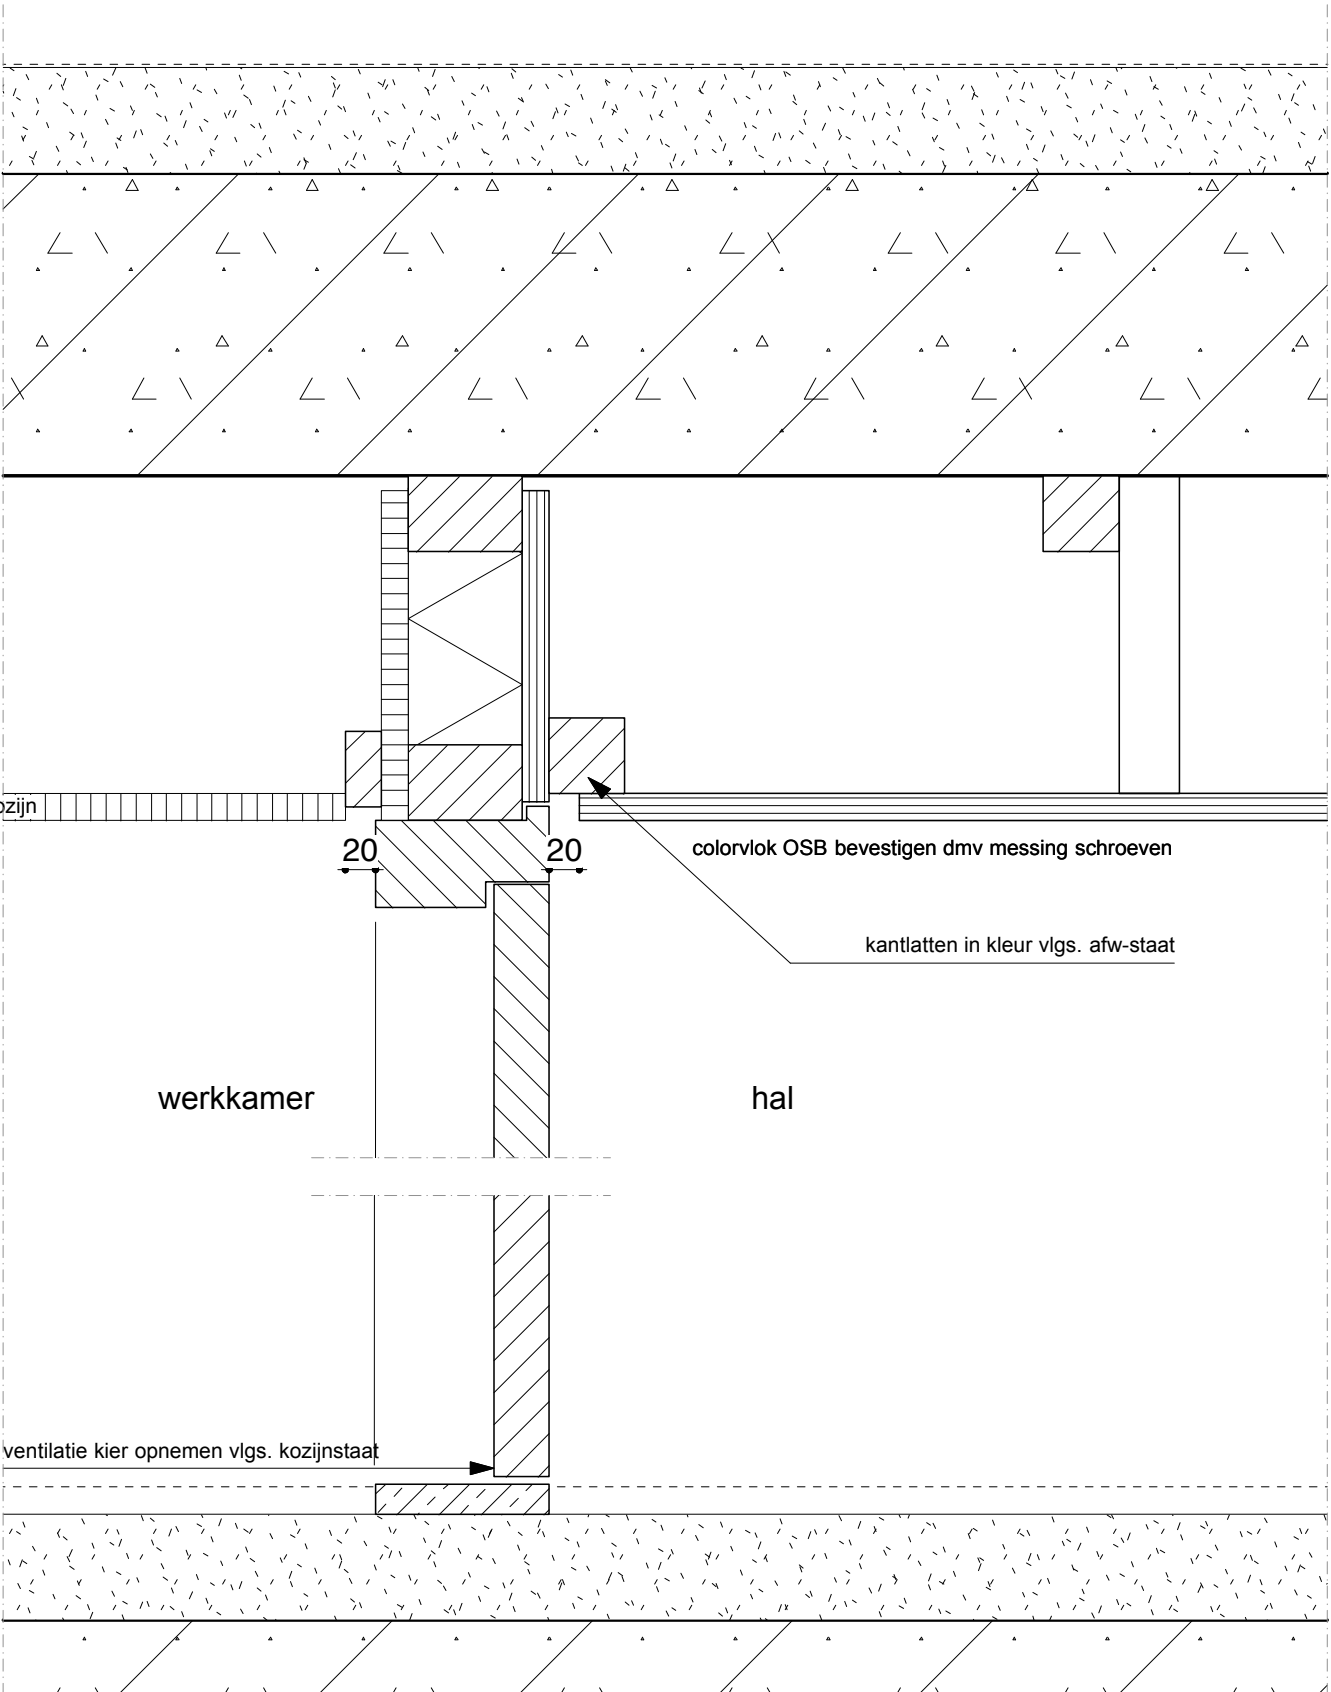 ozijn
20
20
colorvlok OSB bevestigen dmv messing schroeven
kantlatten in kleur vlgs. afw-staat
werkkamer
hal
ventilatie kier opnemen vlgs. kozijnstaat